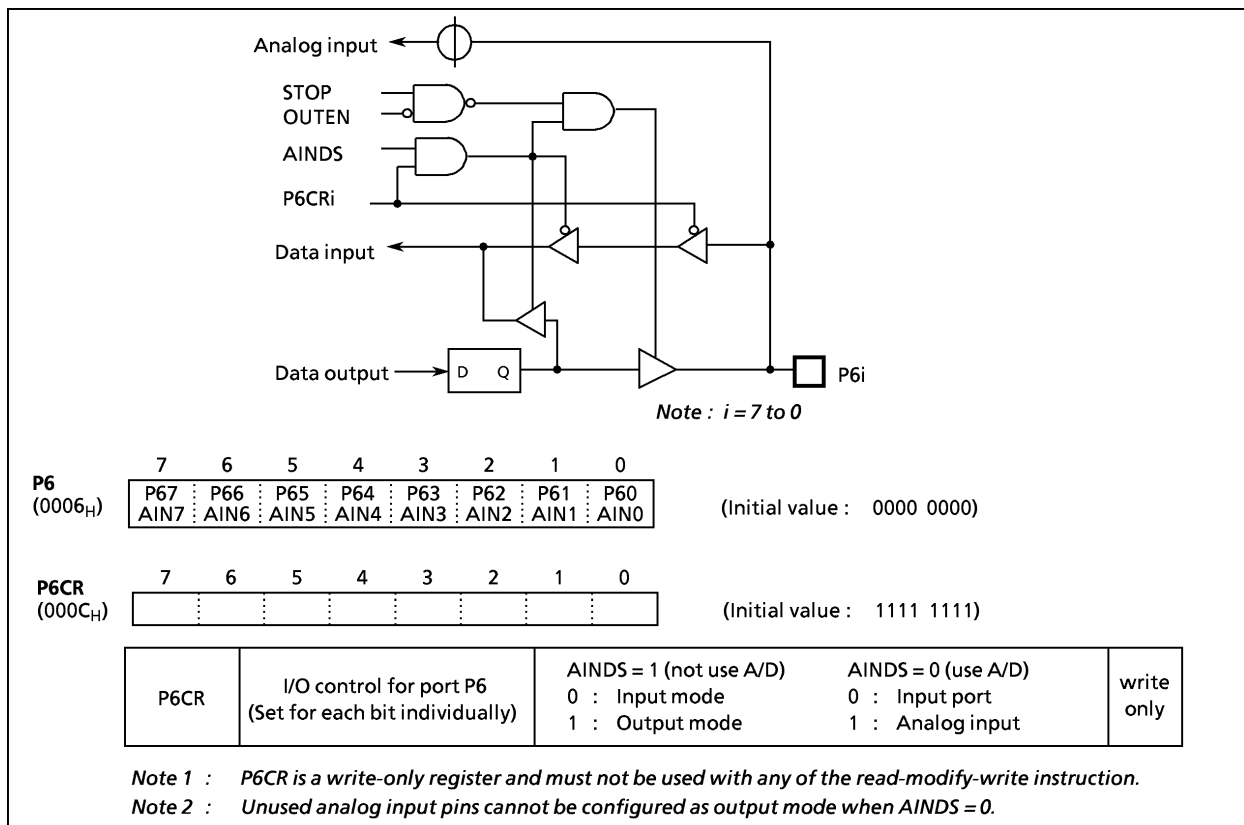 Analog input
STOP
OUTEN
AINDS
P6CRi
Data input
Data output
D Q
P6i
Note : i = 7 to 0
7 6 5 4 3 2 1 0
P6
(0006H)
P67 P66 P65 P64 P63 P62 P61 P60
AIN7 AIN6 AIN5 AIN4 AIN3 AIN2 AIN1 AIN0
(Initial value : 0000 0000)
7 6 5 4 3 2 1 0
P6CR
(000CH)
(Initial value : 1111 1111)
P6CR
I/O control for port P6
(Set for each bit individually)
AINDS = 1 (not use A/D)
0 : Input mode
1 : Output mode
AINDS = 0 (use A/D)
0 : Input port
1 : Analog input
write
only
Note 1 : P6CR is a write-only register and must not be used with any of the read-modify-write instruction.
Note 2 : Unused analog input pins cannot be configured as output mode when AINDS = 0.